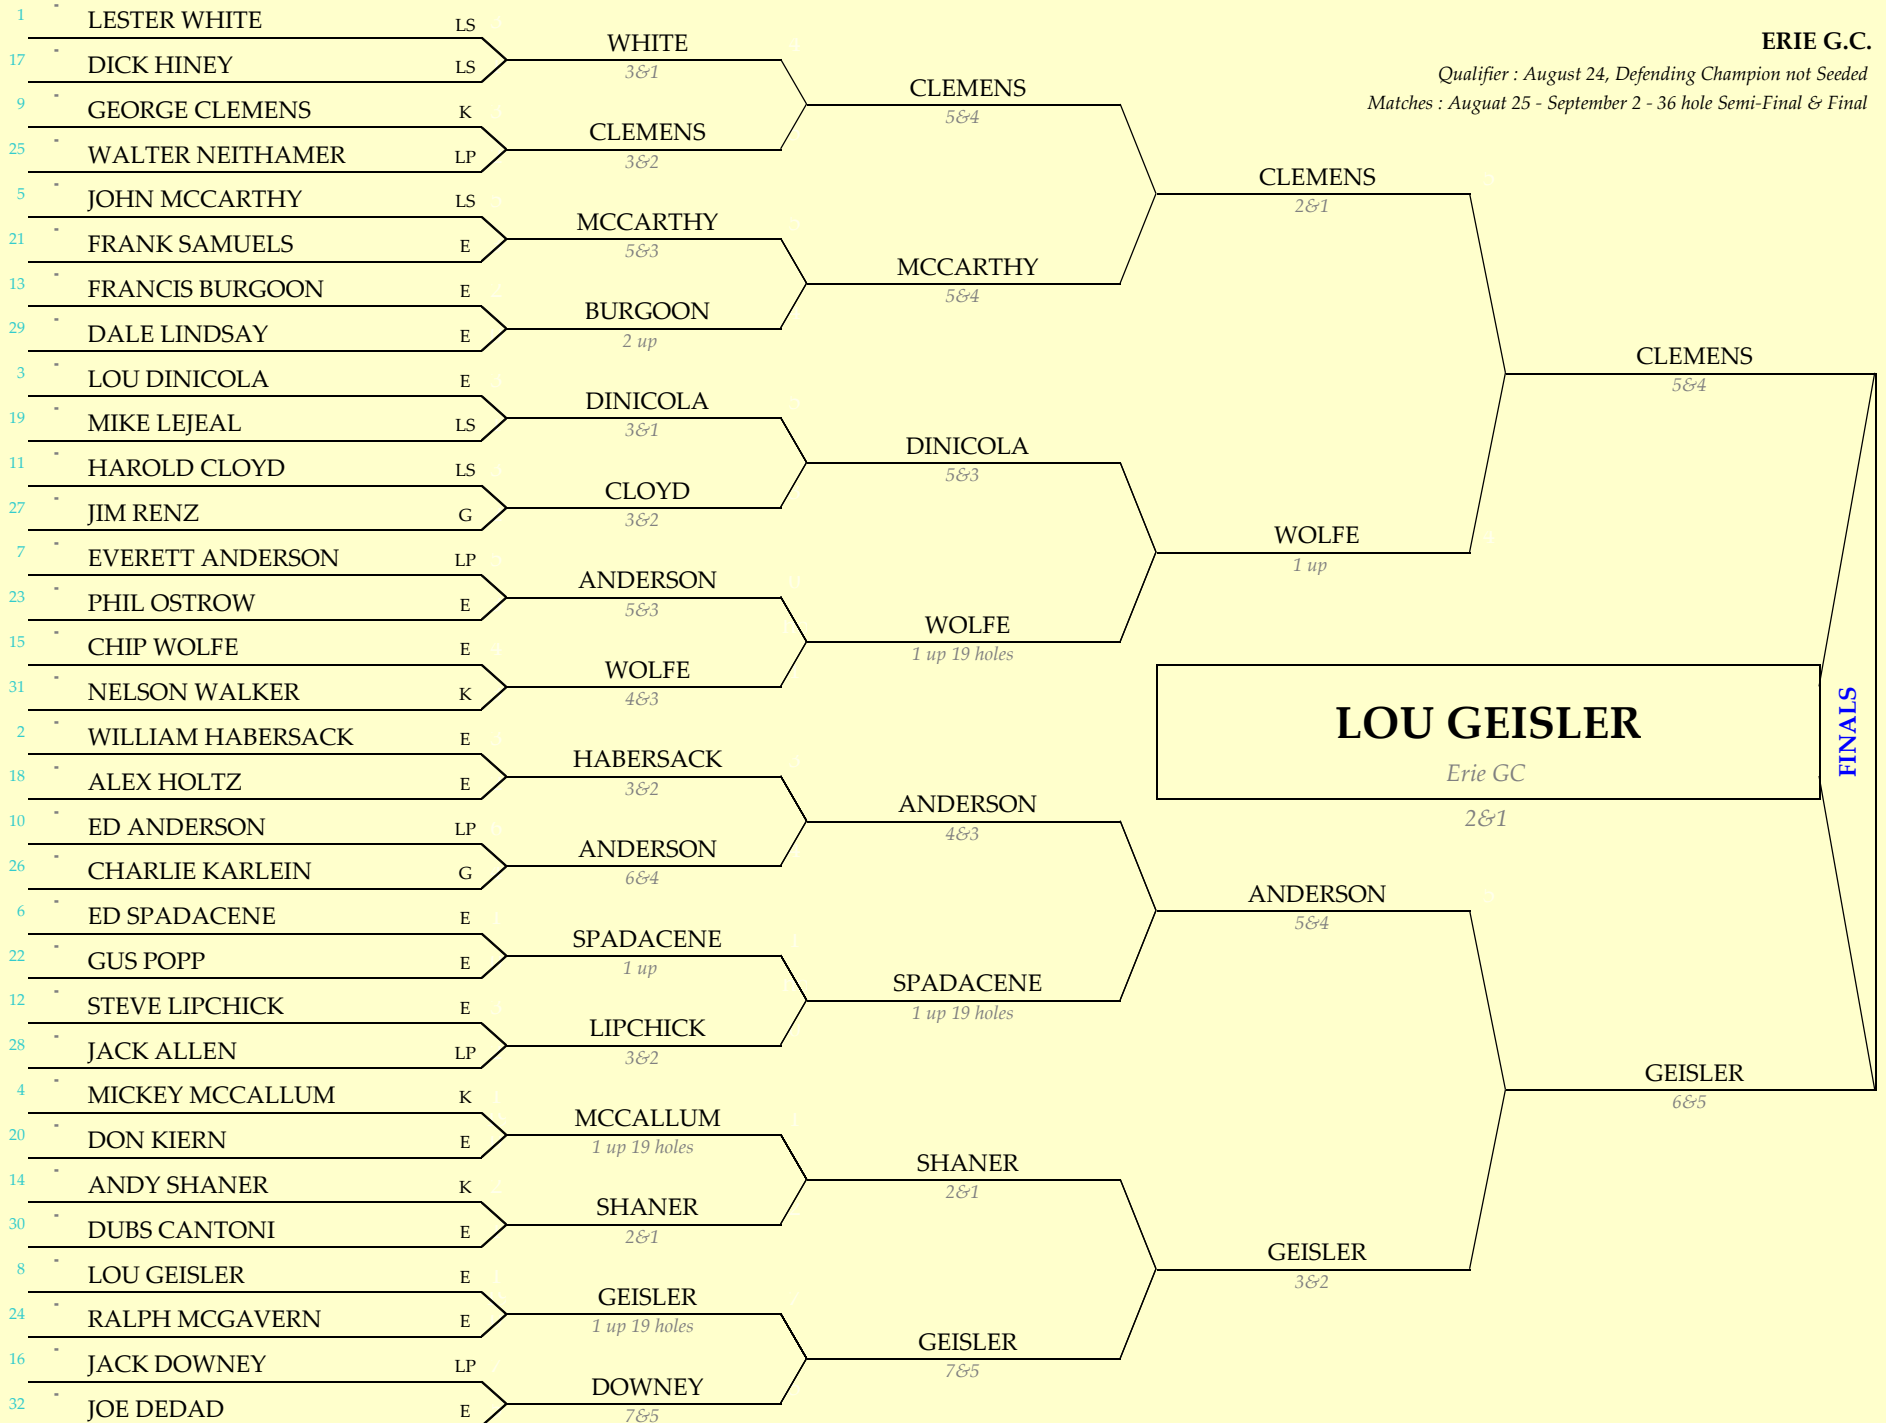 ERIE G.C.
Qualifier : August 24, Defending Champion not Seeded
Matches : Auguat 25 - September 2 - 36 hole Semi-Final & Final
1 - LESTER WHITE LS
17 - DICK HINEY LS
9 - GEORGE CLEMENS K
25 - WALTER NEITHAMER LP
5 - JOHN MCCARTHY LS
21 - FRANK SAMUELS E
13 - FRANCIS BURGOON E
29 - DALE LINDSAY E
3 - LOU DINICOLA E
19 - MIKE LEJEAL LS
11 - HAROLD CLOYD LS
27 - JIM RENZ G
7 - EVERETT ANDERSON LP
23 - PHIL OSTROW E
15 - CHIP WOLFE E
31 - NELSON WALKER K
2 - WILLIAM HABERSACK E
18 - ALEX HOLTZ E
10 - ED ANDERSON LP
26 - CHARLIE KARLEIN G
6 - ED SPADACENE E
22 - GUS POPP E
12 - STEVE LIPCHICK E
28 - JACK ALLEN LP
4 - MICKEY MCCALLUM K
20 - DON KIERN E
14 - ANDY SHANER K
30 - DUBS CANTONI E
8 - LOU GEISLER E
24 - RALPH MCGAVERN E
16 - JACK DOWNEY LP
32 - JOE DEDAD E
WHITE
3&1
CLEMENS
3&2
MCCARTHY
5&3
BURGOON
2 up
DINICOLA
3&1
CLOYD
3&2
ANDERSON
5&3
WOLFE
4&3
HABERSACK
3&2
ANDERSON
6&4
SPADACENE
1 up
LIPCHICK
3&2
MCCALLUM
1 up 19 holes
SHANER
2&1
GEISLER
1 up 19 holes
DOWNEY
7&5
CLEMENS
5&4
MCCARTHY
5&4
DINICOLA
5&3
WOLFE
1 up 19 holes
ANDERSON
4&3
SPADACENE
1 up 19 holes
SHANER
2&1
GEISLER
7&5
CLEMENS
2&1
WOLFE
1 up
ANDERSON
5&4
GEISLER
3&2
CLEMENS
5&4
GEISLER
6&5
LOU GEISLER
Erie GC
2&1
FINALS